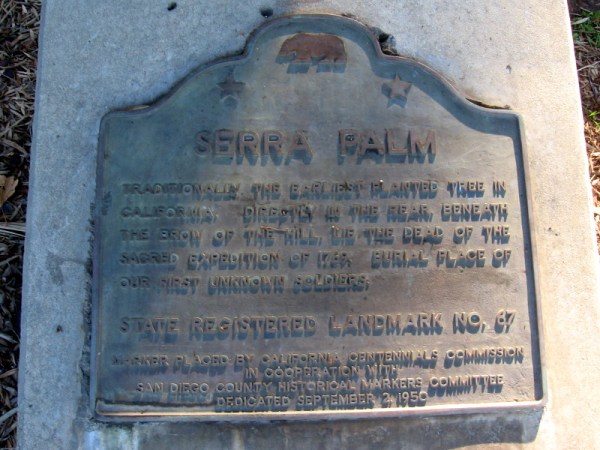 SERRA PALM
TRADITIONALLY, THE EARLIEST PLANTED TREE IN
CALIFORNIA. DIRECTLY IN THE REAR, BENEATH
THE BROW OF THE HILL, LIE THE DEAD OF THE
SACRED EXPEDITION OF 1769. BURIAL PLACE OF
OUR FIRST UNKNOWN SOLDIERS.
STATE REGISTERED LANDMARK NO. 67
MARKER PLACED BY CALIFORNIA CENTENNIALS COMMISSION
IN COOPERATION WITH
SAN DIEGO COUNTY HISTORICAL MARKERS COMMITTEE
DEDICATED SEPTEMBER 2, 1950